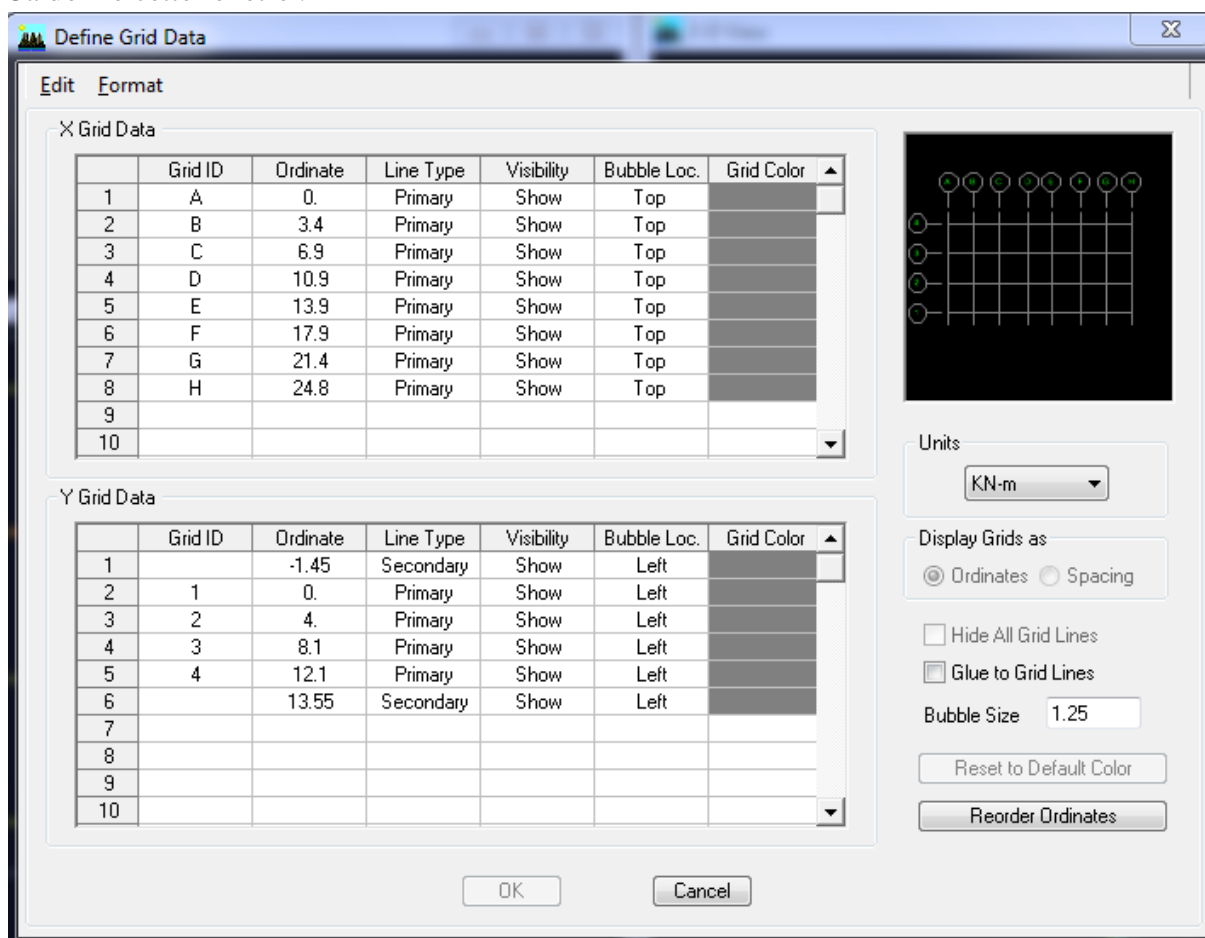 Define Grid Data
Edit Format
X Grid Data
Grid ID Ordinate Line Type Visibility Bubble Loc. Grid Color
1 A 0. Primary Show Top
2 B 3.4 Primary Show Top
3 C 6.9 Primary Show Top
4 D 10.9 Primary Show Top
5 E 13.9 Primary Show Top
6 F 17.9 Primary Show Top
7 G 21.4 Primary Show Top
8 H 24.8 Primary Show Top
9
10
Y Grid Data
Grid ID Ordinate Line Type Visibility Bubble Loc. Grid Color
1 -1.45 Secondary Show Left
2 1 0. Primary Show Left
3 2 4. Primary Show Left
4 3 8.1 Primary Show Left
5 4 12.1 Primary Show Left
6 13.55 Secondary Show Left
7
8
9
10
Units
KN-m
Display Grids as
Ordinates Spacing
Hide All Grid Lines
Glue to Grid Lines
Bubble Size 1.25
Reset to Default Color
Reorder Ordinates
OK Cancel